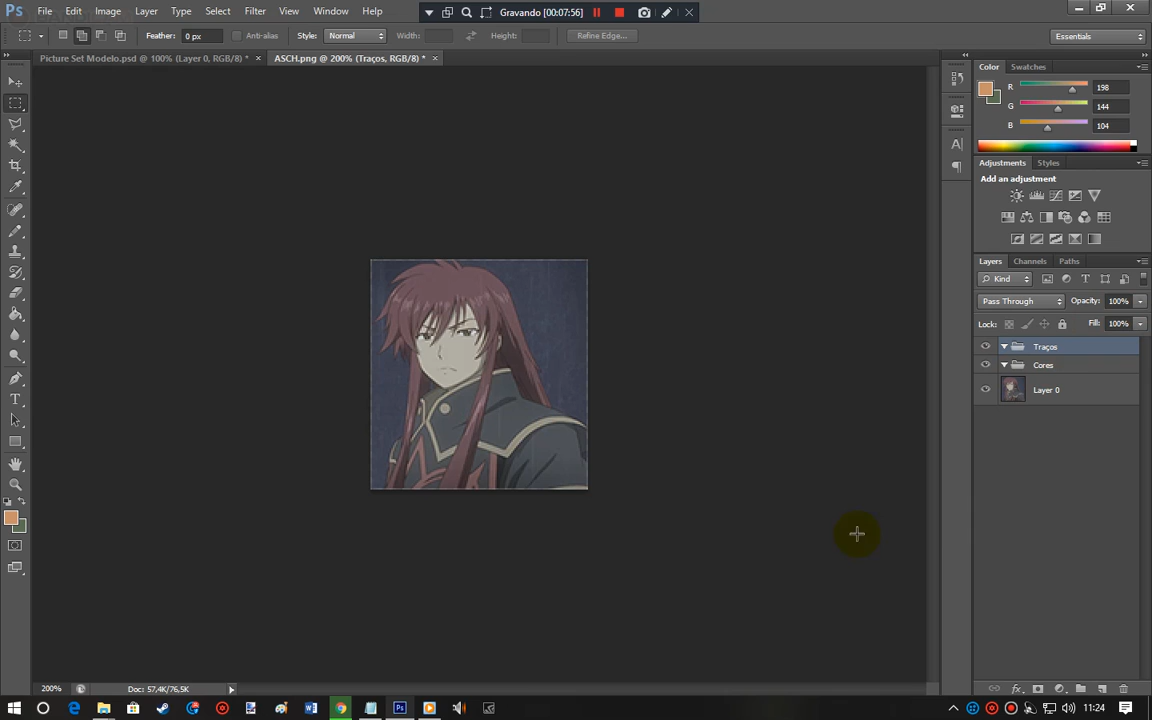 Ps File Edit Image Layer Type Select Filter View Window Help
Gravando [00:07:56]
Feather: 0 px Anti-alias Style: Normal Width: Height: Refine Edge... Essentials
Picture Set Modelo.psd @ 100% (Layer 0, RGB/8) * × ASCH.png @ 200% (Traços, RGB/8) * ×
Color Swatches
R 198
G 144
B 104
Adjustments Styles
Add an adjustment
Layers Channels Paths
Kind
Pass Through Opacity: 100%
Lock: Fill: 100%
Traços
Cores
Layer 0
200% Doc: 57,4K/76,5K
11:24